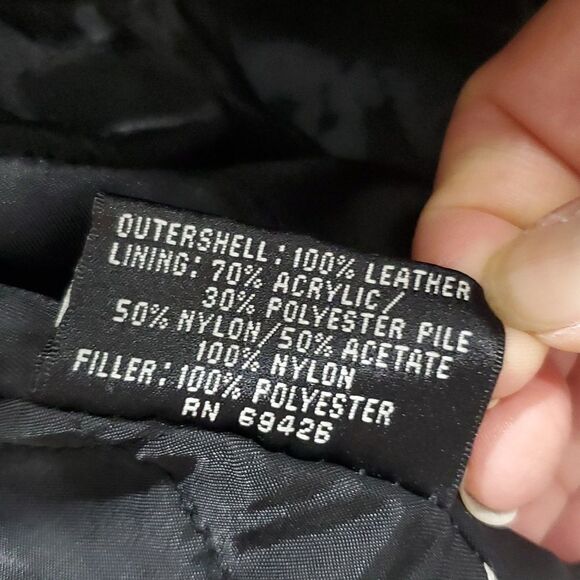 OUTERSHELL: 100% LEATHER
LINING: 70% ACRYLIC/
30% POLYESTER PILE
50% NYLON/50% ACETATE
100% NYLON
FILLER: 100% POLYESTER
RN 69426